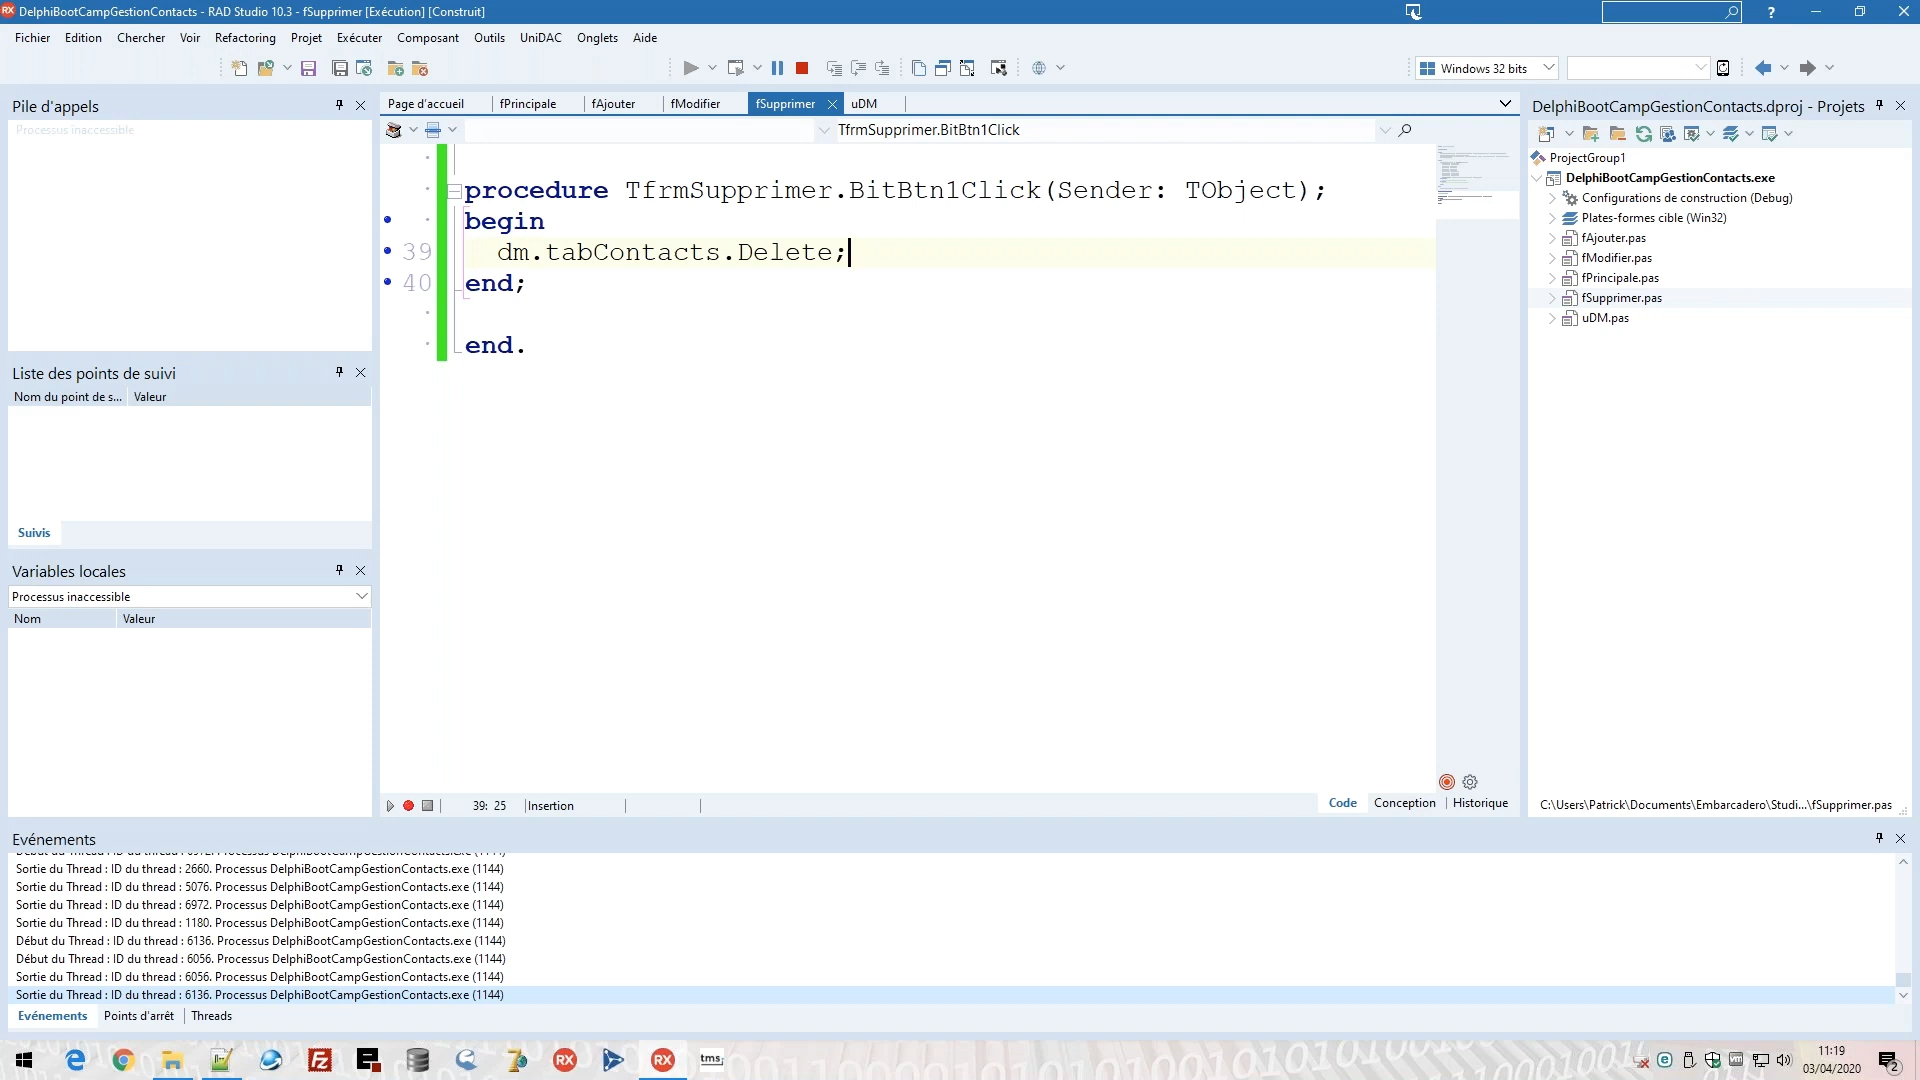 DelphiBootCampGestionContacts - RAD Studio 10.3 - fSupprimer [Exécution] [Construit]
Fichier Edition Chercher Voir Refactoring Projet Exécuter Composant Outils UniDAC Onglets Aide
Windows 32 bits
Pile d'appels
Processus inaccessible
Page d'accueil fPrincipale fAjouter fModifier fSupprimer uDM
TfrmSupprimer.BitBtn1Click
procedure TfrmSupprimer.BitBtn1Click(Sender: TObject);
begin
39 dm.tabContacts.Delete;
40 end;
end.
Liste des points de suivi
Nom du point de s... Valeur
Suivis
Variables locales
Processus inaccessible
Nom Valeur
39: 25 Insertion
Code Conception Historique
DelphiBootCampGestionContacts.dproj - Projets
ProjectGroup1
DelphiBootCampGestionContacts.exe
Configurations de construction (Debug)
Plates-formes cible (Win32)
fAjouter.pas
fModifier.pas
fPrincipale.pas
fSupprimer.pas
uDM.pas
C:\Users\Patrick\Documents\Embarcadero\Studi...\fSupprimer.pas
Evénements
Sortie du Thread : ID du thread : 2660. Processus DelphiBootCampGestionContacts.exe (1144)
Sortie du Thread : ID du thread : 5076. Processus DelphiBootCampGestionContacts.exe (1144)
Sortie du Thread : ID du thread : 6972. Processus DelphiBootCampGestionContacts.exe (1144)
Sortie du Thread : ID du thread : 1180. Processus DelphiBootCampGestionContacts.exe (1144)
Début du Thread : ID du thread : 6136. Processus DelphiBootCampGestionContacts.exe (1144)
Début du Thread : ID du thread : 6056. Processus DelphiBootCampGestionContacts.exe (1144)
Sortie du Thread : ID du thread : 6056. Processus DelphiBootCampGestionContacts.exe (1144)
Sortie du Thread : ID du thread : 6136. Processus DelphiBootCampGestionContacts.exe (1144)
Evénements Points d'arrêt Threads
RX RX tms
11:19
03/04/2020
2